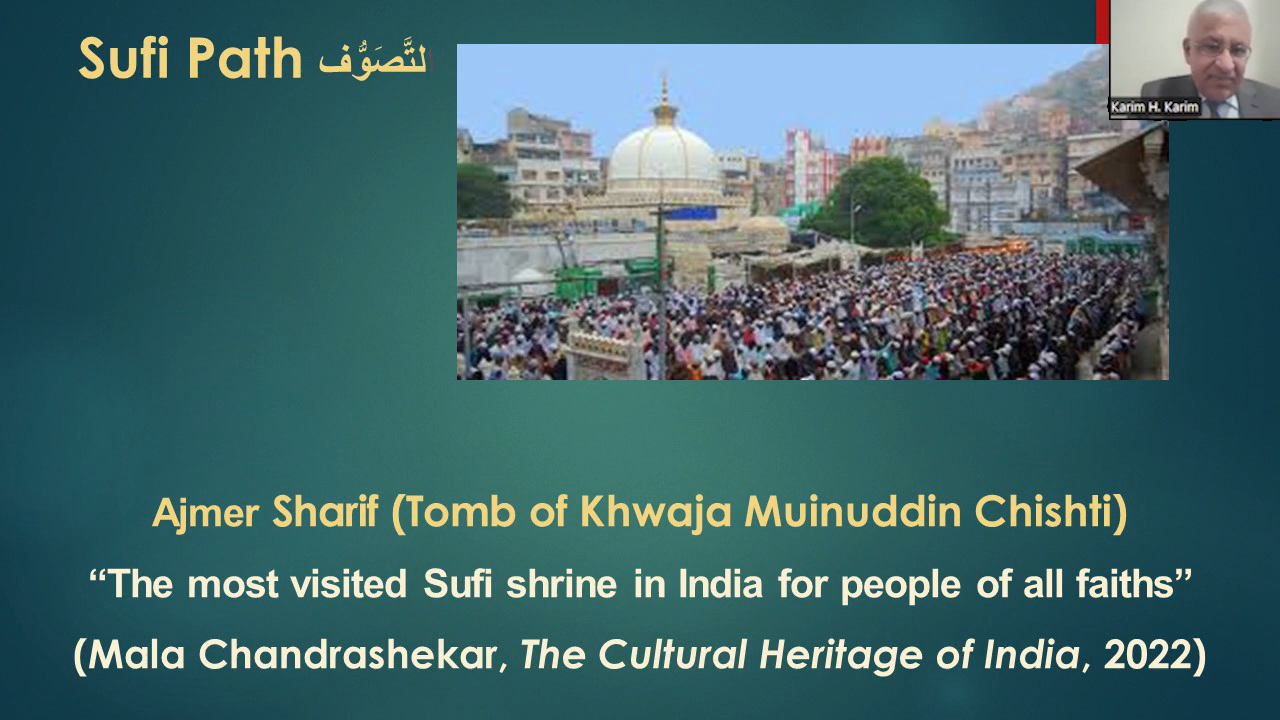 Sufi Path لتَّصَوُّف
Karim H. Karim
Ajmer Sharif (Tomb of Khwaja Muinuddin Chishti)
“The most visited Sufi shrine in India for people of all faiths”
(Mala Chandrashekar, The Cultural Heritage of India, 2022)